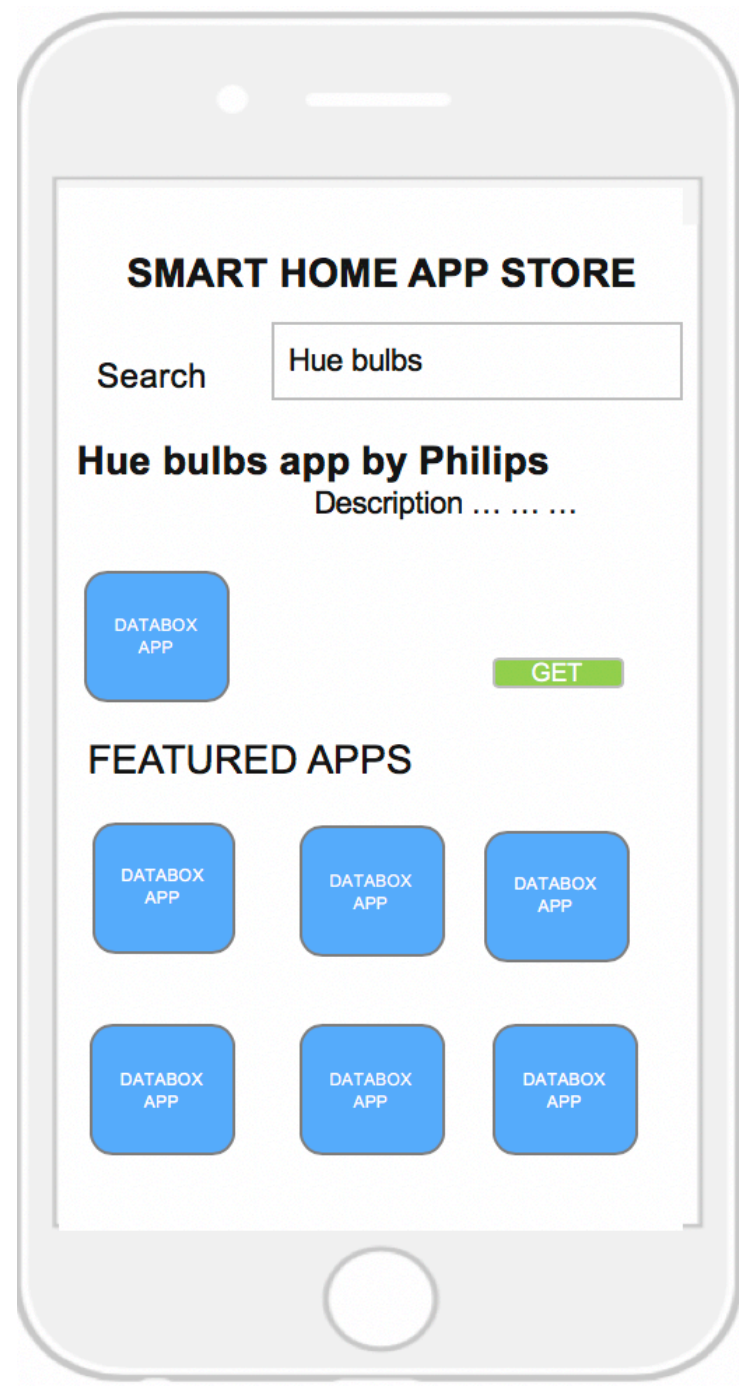 SMART HOME APP STORE
Search
Hue bulbs
Hue bulbs app by Philips
Description ... ... ...
DATABOX
APP
GET
FEATURED APPS
DATABOX
APP
DATABOX
APP
DATABOX
APP
DATABOX
APP
DATABOX
APP
DATABOX
APP